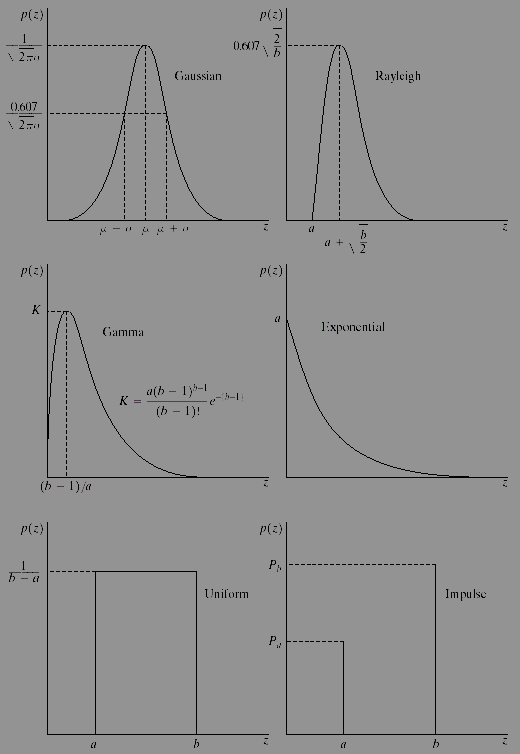 p(z)
1/√2πσ
0.607/√2πσ
Gaussian
μ − σ μ μ + σ z
p(z)
0.607√2/b
Rayleigh
a z
a + √b/2
p(z)
K
Gamma
K = a(b − 1)^b−1/(b − 1)! e^−(b−1)
(b − 1)/a z
p(z)
a
Exponential
z
p(z)
1/b − a
Uniform
a b z
p(z)
P_b
Impulse
P_a
a b z